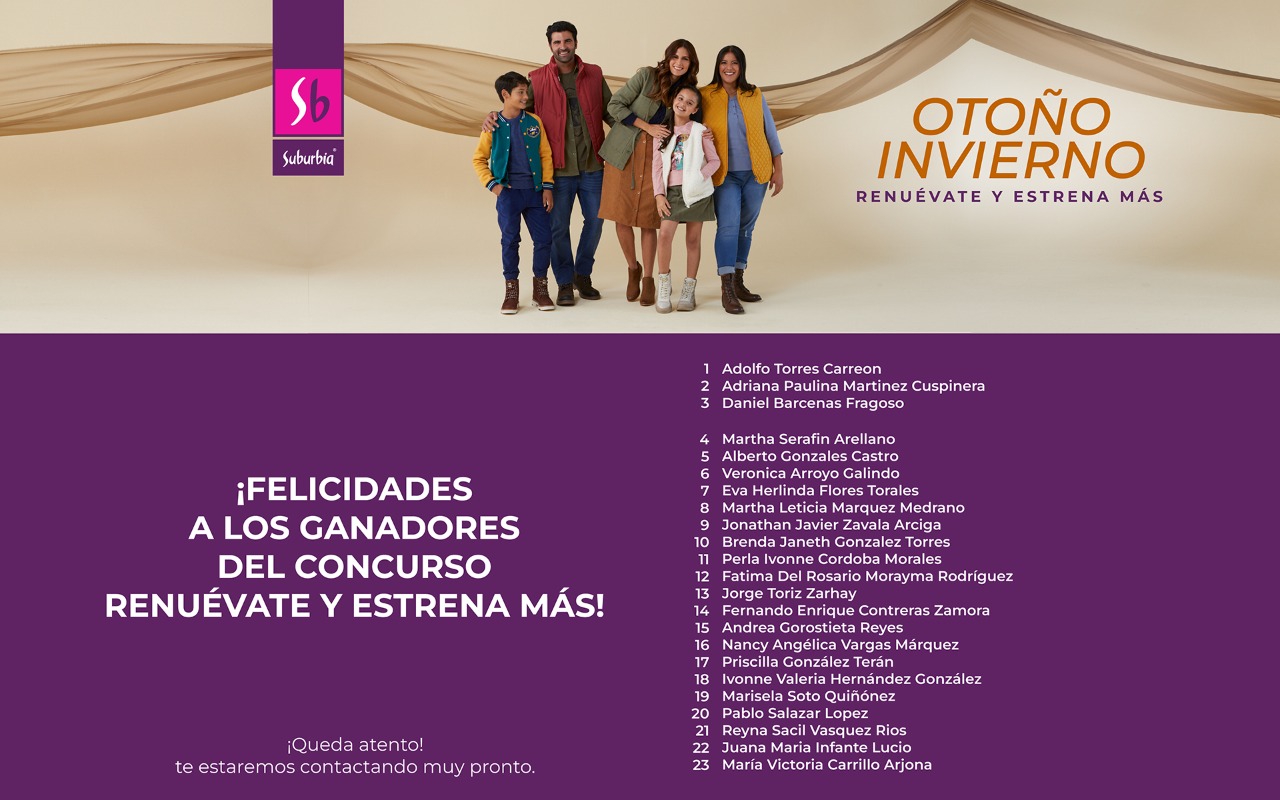 Sb
Suburbia®
OTOÑO
INVIERNO
RENUÉVATE Y ESTRENA MÁS
¡FELICIDADES
A LOS GANADORES
DEL CONCURSO
RENUÉVATE Y ESTRENA MÁS!
¡Queda atento!
te estaremos contactando muy pronto.
1 Adolfo Torres Carreon
2 Adriana Paulina Martinez Cuspinera
3 Daniel Barcenas Fragoso
4 Martha Serafin Arellano
5 Alberto Gonzales Castro
6 Veronica Arroyo Galindo
7 Eva Herlinda Flores Torales
8 Martha Leticia Marquez Medrano
9 Jonathan Javier Zavala Arciga
10 Brenda Janeth Gonzalez Torres
11 Perla Ivonne Cordoba Morales
12 Fatima Del Rosario Morayma Rodríguez
13 Jorge Toriz Zarhay
14 Fernando Enrique Contreras Zamora
15 Andrea Gorostieta Reyes
16 Nancy Angélica Vargas Márquez
17 Priscilla González Terán
18 Ivonne Valeria Hernández González
19 Marisela Soto Quiñónez
20 Pablo Salazar Lopez
21 Reyna Sacil Vasquez Rios
22 Juana Maria Infante Lucio
23 María Victoria Carrillo Arjona